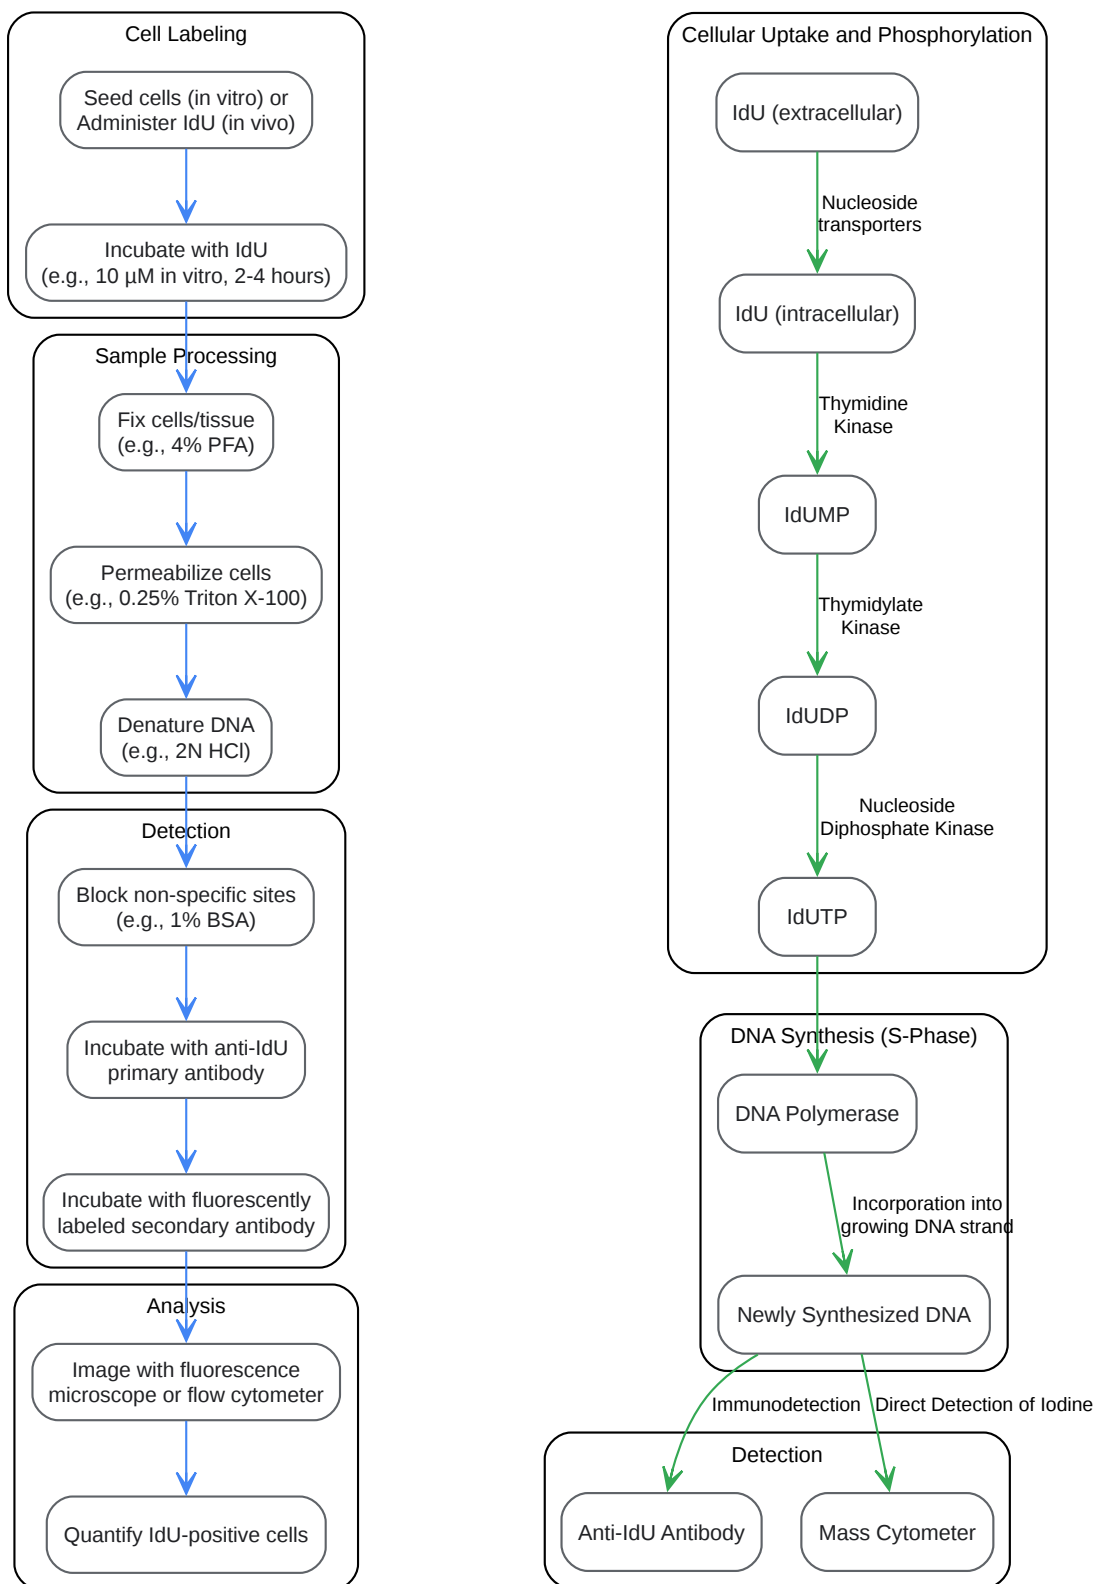 Cell Labeling
Seed cells (in vitro) or
Administer IdU (in vivo)
Incubate with IdU
(e.g., 10 µM in vitro, 2-4 hours)
Sample Processing
Fix cells/tissue
(e.g., 4% PFA)
Permeabilize cells
(e.g., 0.25% Triton X-100)
Denature DNA
(e.g., 2N HCl)
Detection
Block non-specific sites
(e.g., 1% BSA)
Incubate with anti-IdU
primary antibody
Incubate with fluorescently
labeled secondary antibody
Analysis
Image with fluorescence
microscope or flow cytometer
Quantify IdU-positive cells
Cellular Uptake and Phosphorylation
IdU (extracellular)
Nucleoside
transporters
IdU (intracellular)
Thymidine
Kinase
IdUMP
Thymidylate
Kinase
IdUDP
Nucleoside
Diphosphate Kinase
IdUTP
DNA Synthesis (S-Phase)
DNA Polymerase
Incorporation into
growing DNA strand
Newly Synthesized DNA
Immunodetection
Direct Detection of Iodine
Detection
Anti-IdU Antibody
Mass Cytometer